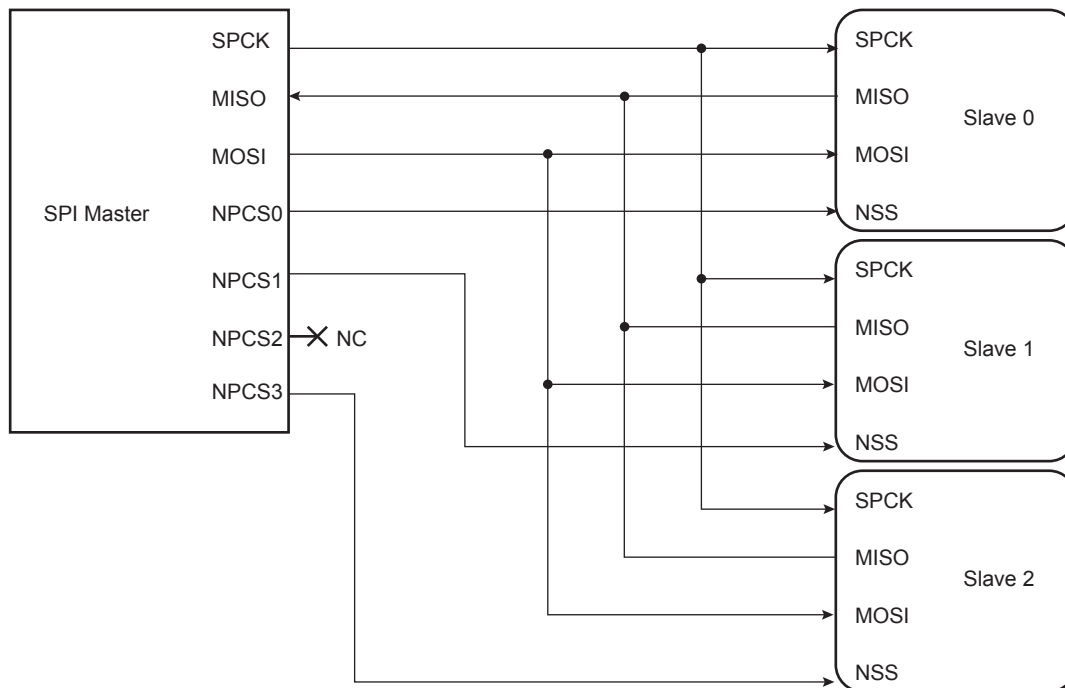 SPI Master
SPCK
MISO
MOSI
NPCS0
NPCS1
NPCS2
NC
NPCS3
SPCK
MISO
Slave 0
MOSI
NSS
SPCK
MISO
Slave 1
MOSI
NSS
SPCK
MISO
Slave 2
MOSI
NSS